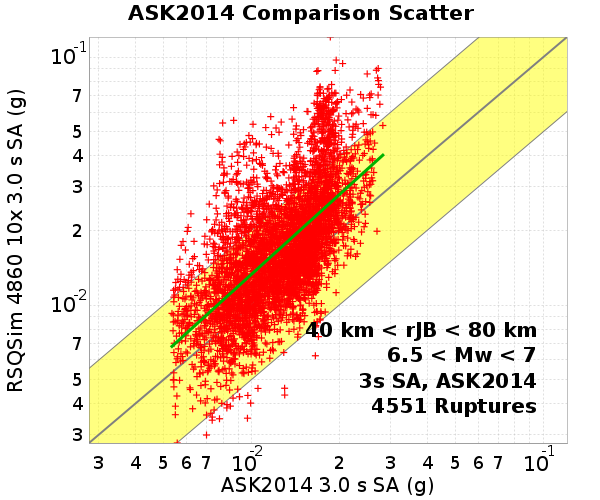 ASK2014 Comparison Scatter
RSQSim 4860 10x 3.0 s SA (g)
10-1
7
5
4
3
2
10-2
7
5
4
3
40 km < rJB < 80 km
6.5 < Mw < 7
3s SA, ASK2014
4551 Ruptures
3 4 5 6 7 10-2 2 3 4 5 6 7 10-1
ASK2014 3.0 s SA (g)